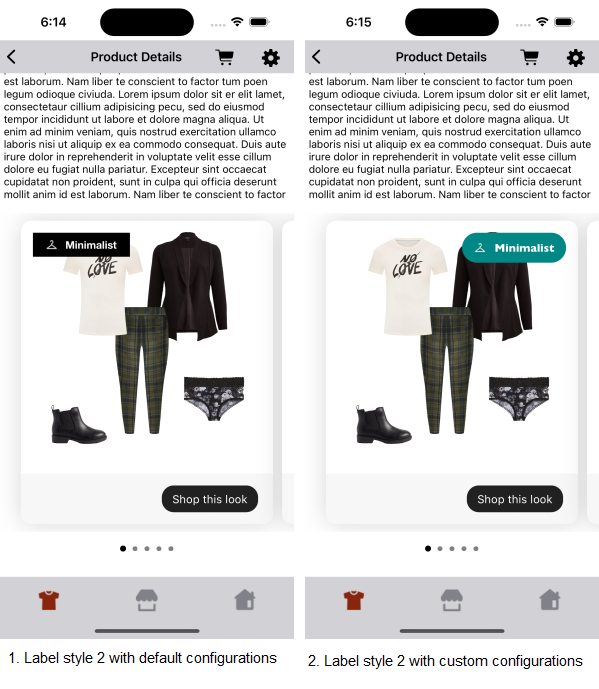 6:14
Product Details
est laborum. Nam liber te conscient to factor tum poen
legum odioque civiuda. Lorem ipsum dolor sit er elit lamet,
consectetaur cillium adipisicing pecu, sed do eiusmod
tempor incididunt ut labore et dolore magna aliqua. Ut
enim ad minim veniam, quis nostrud exercitation ullamco
laboris nisi ut aliquip ex ea commodo consequat. Duis aute
irure dolor in reprehenderit in voluptate velit esse cillum
dolore eu fugiat nulla pariatur. Excepteur sint occaecat
cupidatat non proident, sunt in culpa qui officia deserunt
mollit anim id est laborum. Nam liber te conscient to factor
Minimalist
NO
LOVE
Shop this look
1. Label style 2 with default configurations
6:15
Product Details
est laborum. Nam liber te conscient to factor tum poen
legum odioque civiuda. Lorem ipsum dolor sit er elit lamet,
consectetaur cillium adipisicing pecu, sed do eiusmod
tempor incididunt ut labore et dolore magna aliqua. Ut
enim ad minim veniam, quis nostrud exercitation ullamco
laboris nisi ut aliquip ex ea commodo consequat. Duis aute
irure dolor in reprehenderit in voluptate velit esse cillum
dolore eu fugiat nulla pariatur. Excepteur sint occaecat
cupidatat non proident, sunt in culpa qui officia deserunt
mollit anim id est laborum. Nam liber te conscient to factor
Minimalist
NO
LOVE
Shop this look
2. Label style 2 with custom configurations